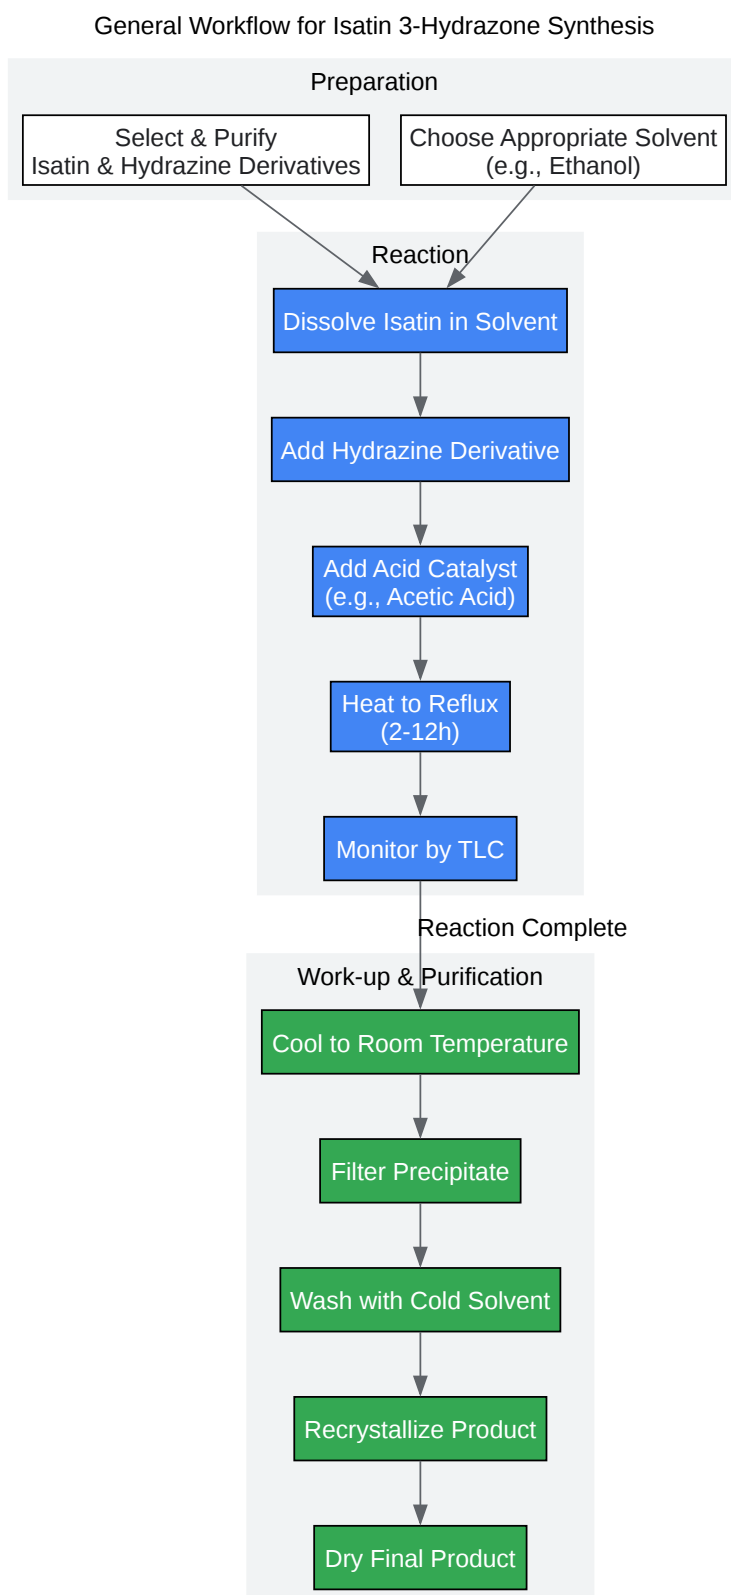 General Workflow for Isatin 3-Hydrazone Synthesis
Preparation
Select & Purify
Isatin & Hydrazine Derivatives
Choose Appropriate Solvent
(e.g., Ethanol)
Reaction
Dissolve Isatin in Solvent
Add Hydrazine Derivative
Add Acid Catalyst
(e.g., Acetic Acid)
Heat to Reflux
(2-12h)
Monitor by TLC
Reaction Complete
Work-up & Purification
Cool to Room Temperature
Filter Precipitate
Wash with Cold Solvent
Recrystallize Product
Dry Final Product